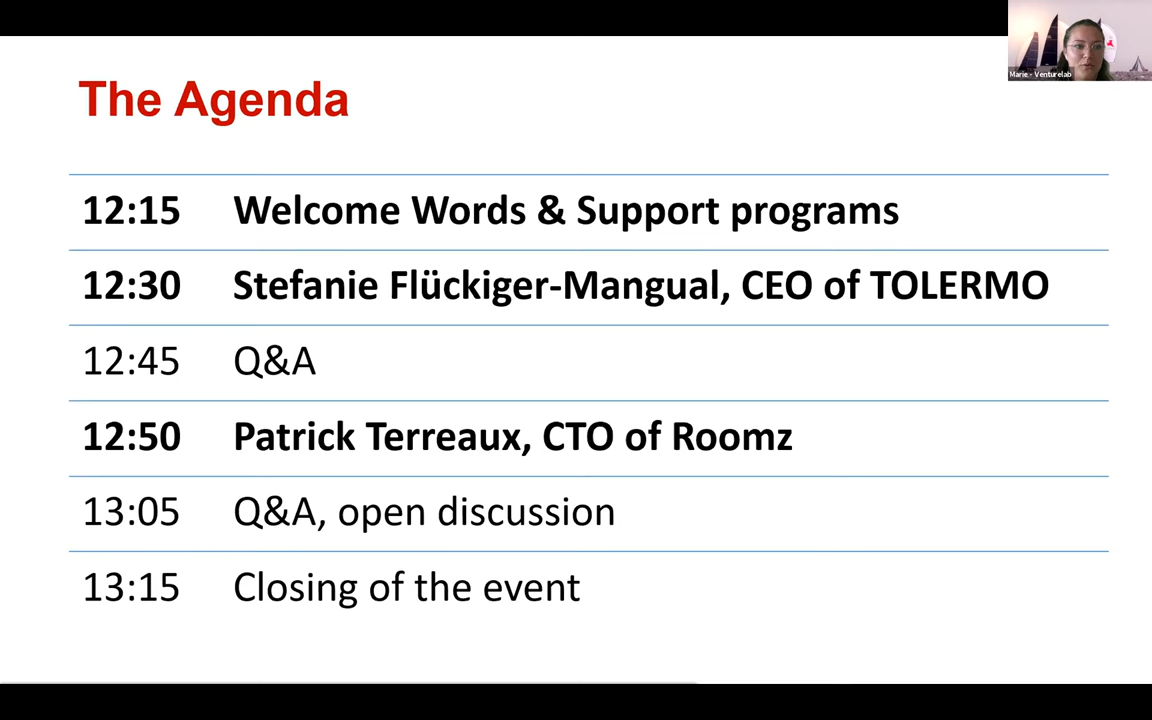 Marie - Venturelab
The Agenda
12:15 Welcome Words & Support programs
12:30 Stefanie Flückiger-Mangual, CEO of TOLERMO
12:45 Q&A
12:50 Patrick Terreaux, CTO of Roomz
13:05 Q&A, open discussion
13:15 Closing of the event